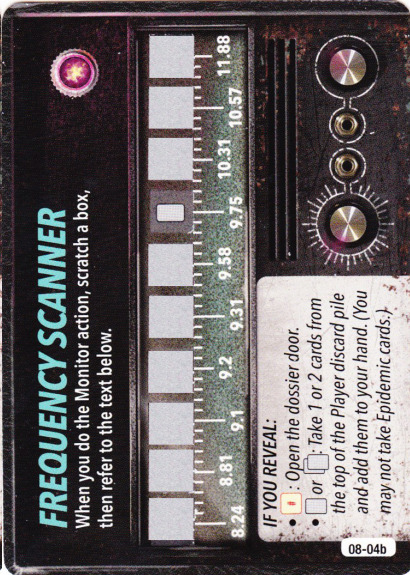 FREQUENCY SCANNER
When you do the Monitor action, scratch a box,
then refer to the text below.
8.24 8.81 9.1 9.2 9.31 9.58 9.75 10.31 10.57 11.88
IF YOU REVEAL:
• # : Open the dossier door.
• or : Take 1 or 2 cards from
the top of the Player discard pile
and add them to your hand. (You
may not take Epidemic cards.)
08-04b